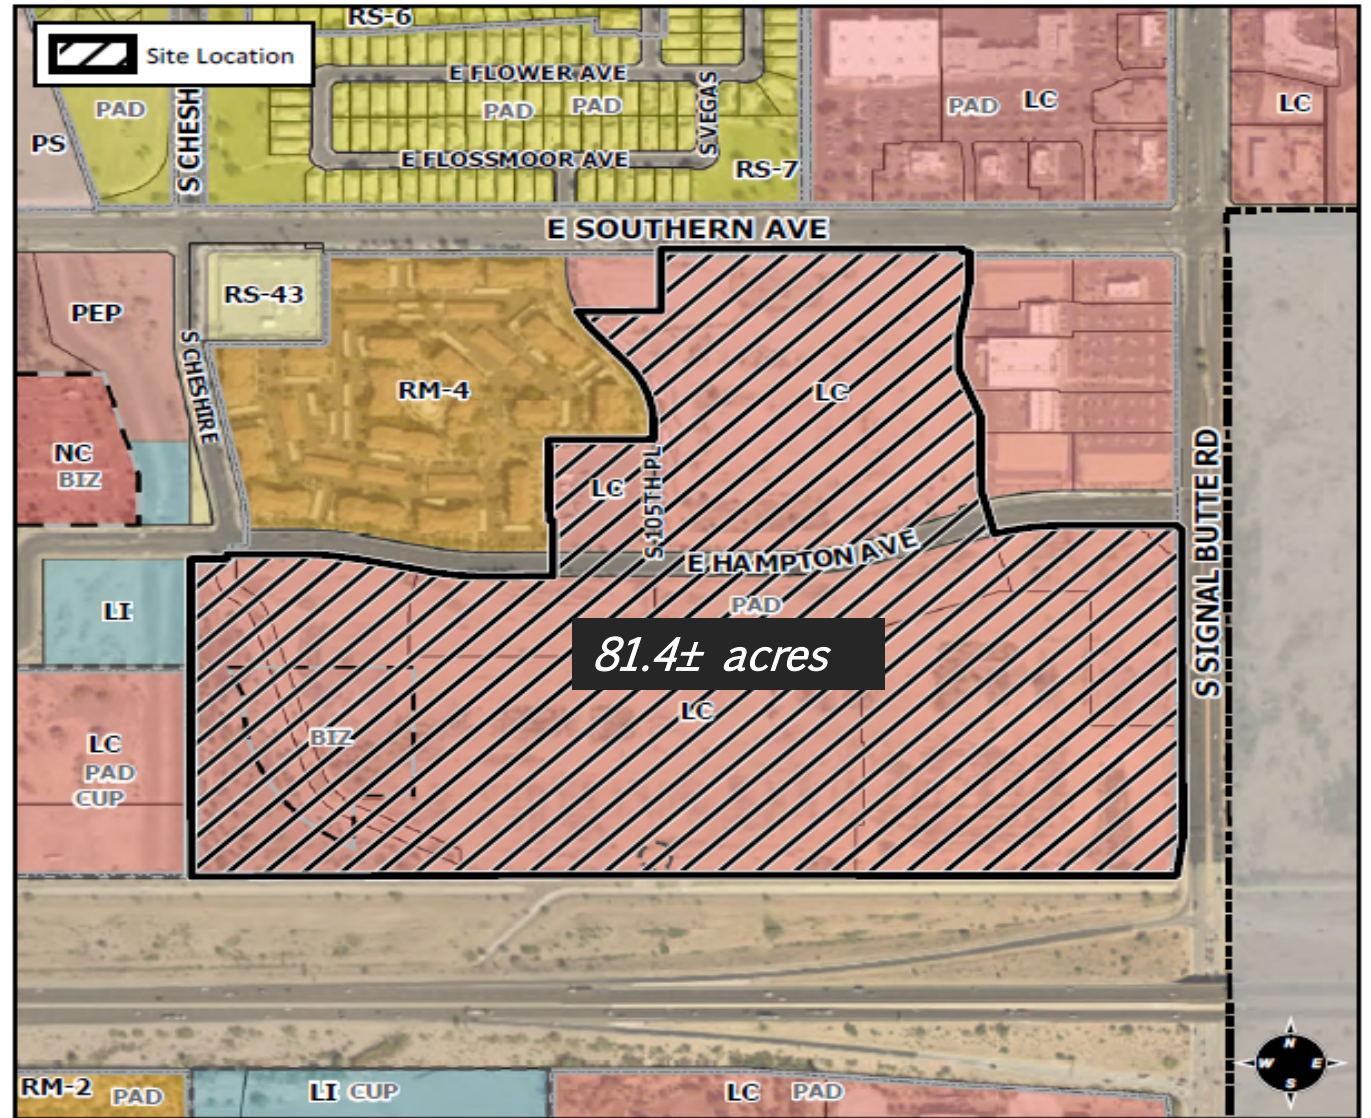 RS-6
Site Location
E FLOWER AVE
PAD
PAD
PAD
S VEGAS
PAD
LC
LC
PS
S CHESH
E FLOSSMOOR AVE
RS-7
E SOUTHERN AVE
RS-43
PEP
S CHESHIRE
RM-4
LC
NC
BIZ
LC
S 105TH PL
S SIGNAL BUTTE RD
E HAMPTON AVE
LI
PAD
81.4± acres
LC
BIZ
LC
PAD
CUP
N
W
E
S
RM-2
PAD
LI
CUP
LC
PAD